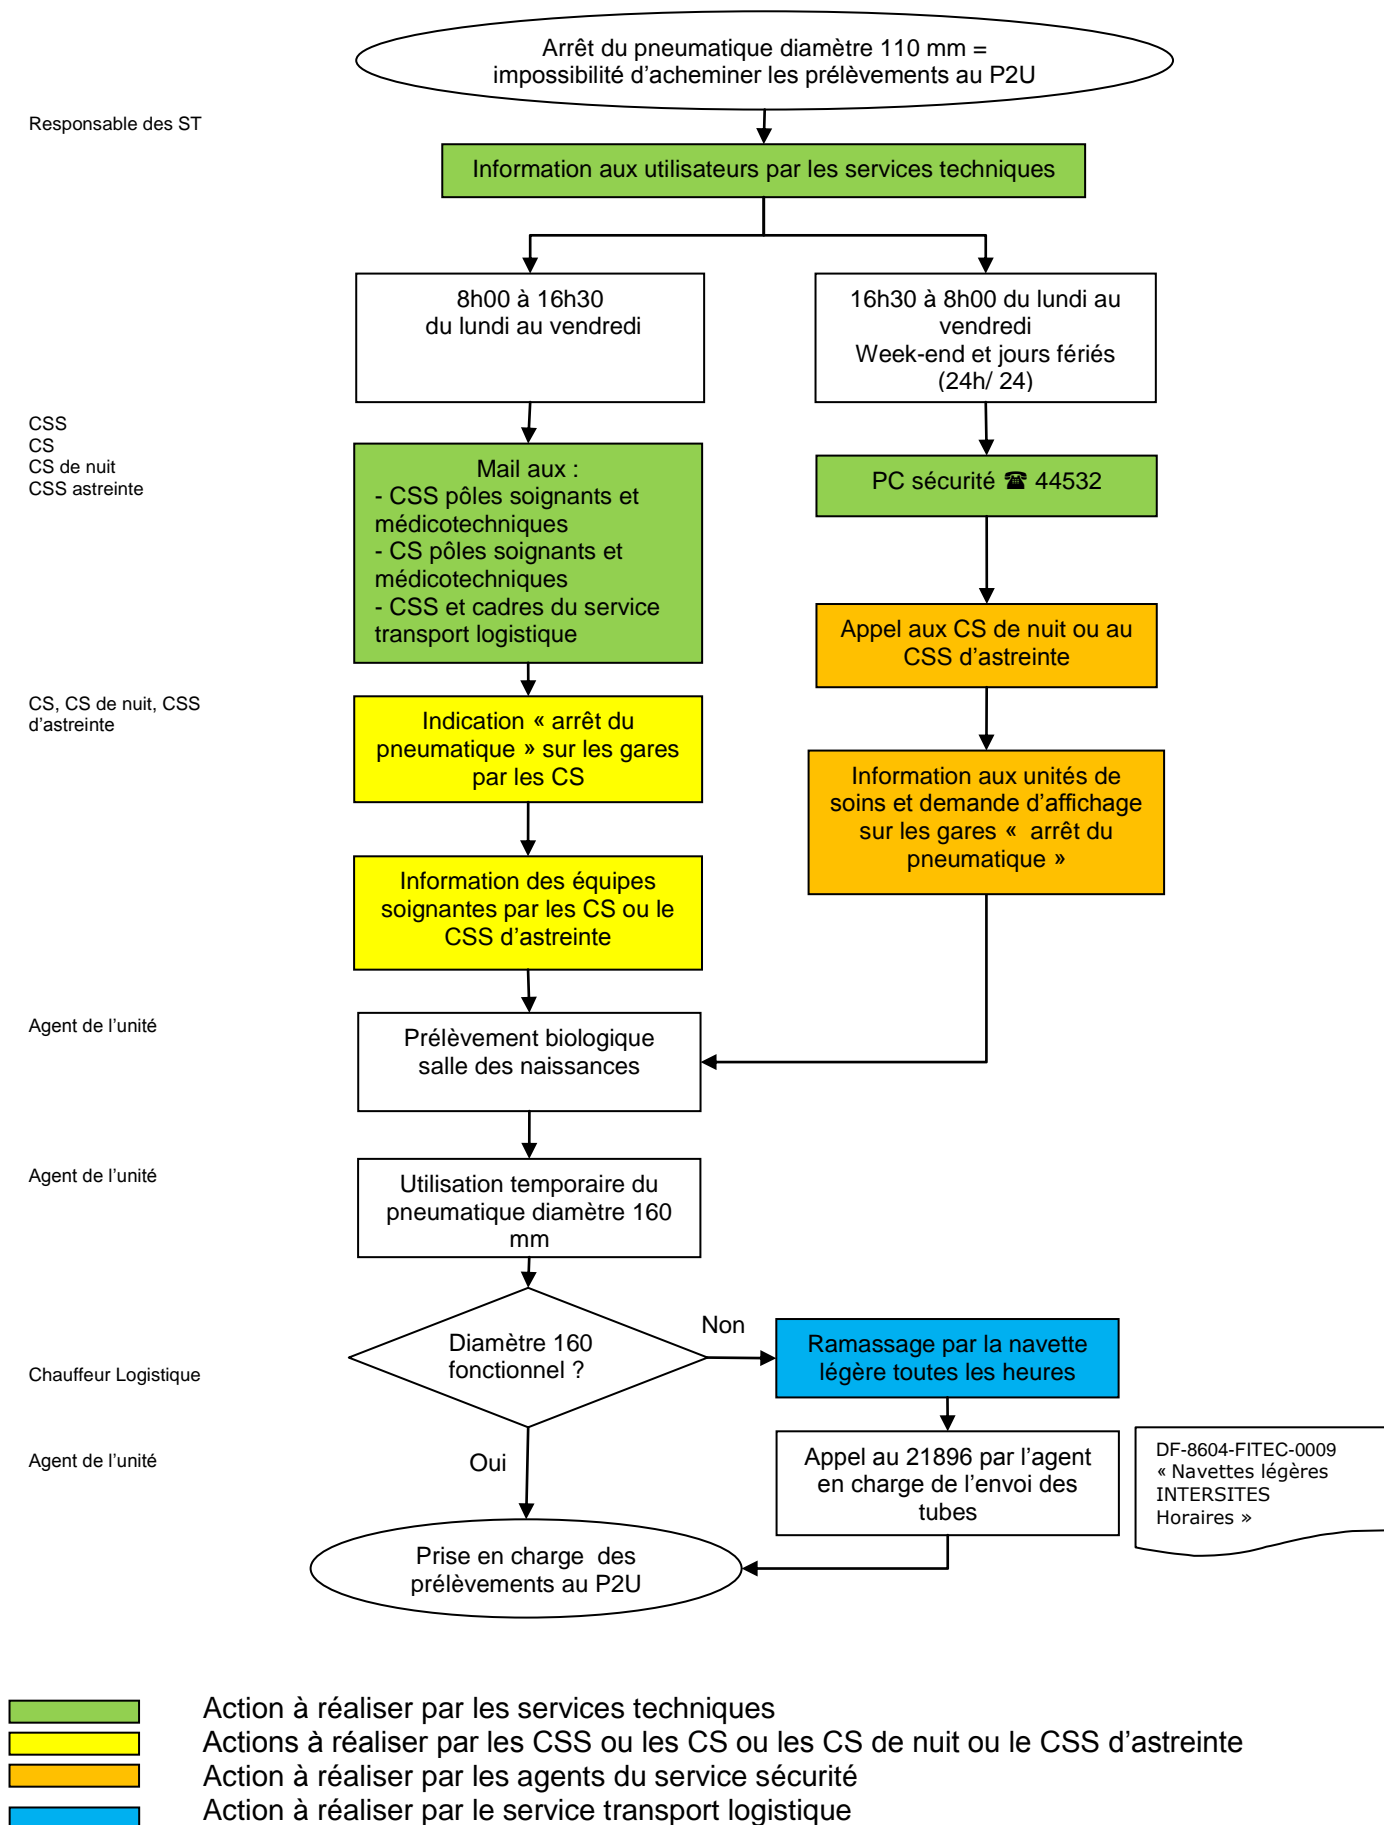 Arrêt du pneumatique diamètre 110 mm =
impossibilité d'acheminer les prélèvements au P2U
Responsable des ST
Information aux utilisateurs par les services techniques
8h00 à 16h30
du lundi au vendredi
16h30 à 8h00 du lundi au
vendredi
Week-end et jours fériés
(24h/ 24)
CSS
CS
CS de nuit
CSS astreinte
Mail aux :
- CSS pôles soignants et
médicotechniques
- CS pôles soignants et
médicotechniques
- CSS et cadres du service
transport logistique
PC sécurité ☎ 44532
Appel aux CS de nuit ou au
CSS d'astreinte
CS, CS de nuit, CSS
d'astreinte
Indication « arrêt du
pneumatique » sur les gares
par les CS
Information aux unités de
soins et demande d'affichage
sur les gares «  arrêt du
pneumatique »
Information des équipes
soignantes par les CS ou le
CSS d'astreinte
Agent de l'unité
Prélèvement biologique
salle des naissances
Agent de l'unité
Utilisation temporaire du
pneumatique diamètre 160
mm
Diamètre 160
fonctionnel ?
Non
Ramassage par la navette
légère toutes les heures
Chauffeur Logistique
Agent de l'unité
Oui
Appel au 21896 par l'agent
en charge de l'envoi des
tubes
DF-8604-FITEC-0009
« Navettes légères
INTERSITES
Horaires »
Prise en charge  des
prélèvements au P2U
Action à réaliser par les services techniques
Actions à réaliser par les CSS ou les CS ou les CS de nuit ou le CSS d'astreinte
Action à réaliser par les agents du service sécurité
Action à réaliser par le service transport logistique